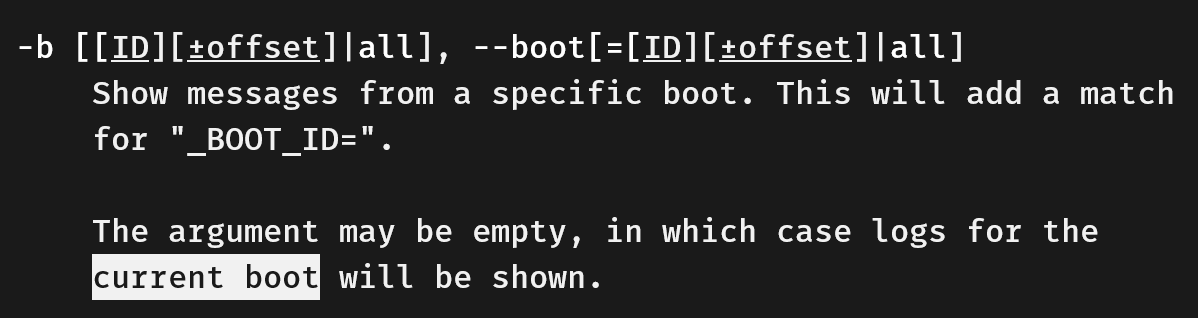 -b [[ID][±offset]|all], --boot[=[ID][±offset]|all]
Show messages from a specific boot. This will add a match
for "_BOOT_ID=".
The argument may be empty, in which case logs for the
current boot will be shown.